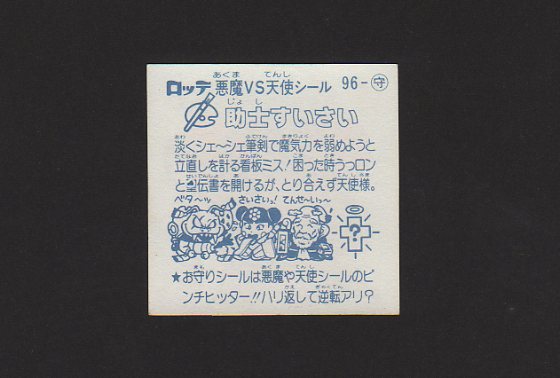 ロッテ 悪魔VS天使シール 96-守
助士すいさい
淡くシェ〜シェ筆剣で魔気力を弱めようと
立直しを計る看板ミス!困った時うつロン
と聖伝書を開けるが、とり合えず天使様。
ペタ〜ッ さいさいっ! てんせ〜いっ〜
?
★お守りシールは悪魔や天使シールのピ
ンチヒッター!!ハリ返して逆転アリ?